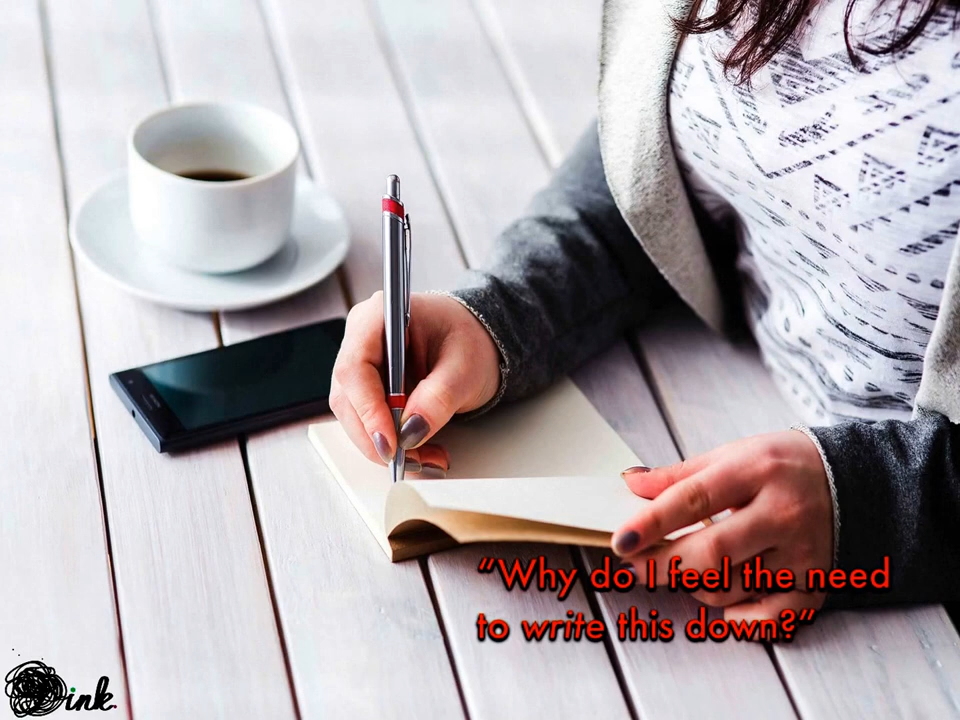 “Why do I feel the need
to write this down?”
ink.